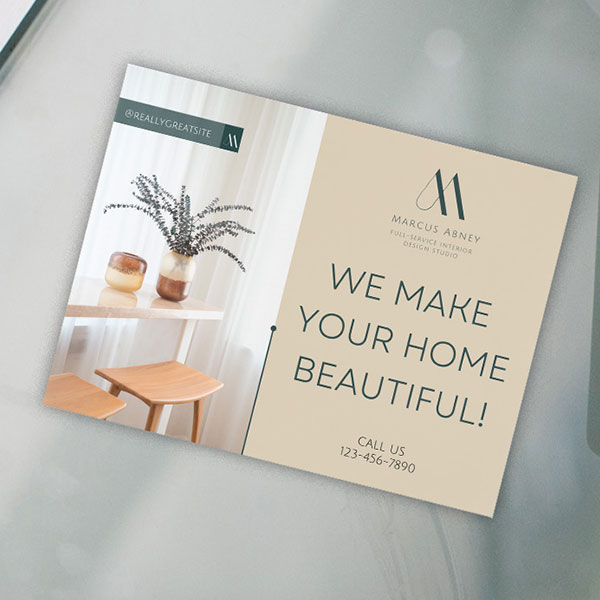 @REALLYGREATSITE
MARCUS ABNEY
FULL-SERVICE INTERIOR
DESIGN STUDIO
WE MAKE
YOUR HOME
BEAUTIFUL!
CALL US
123-456-7890